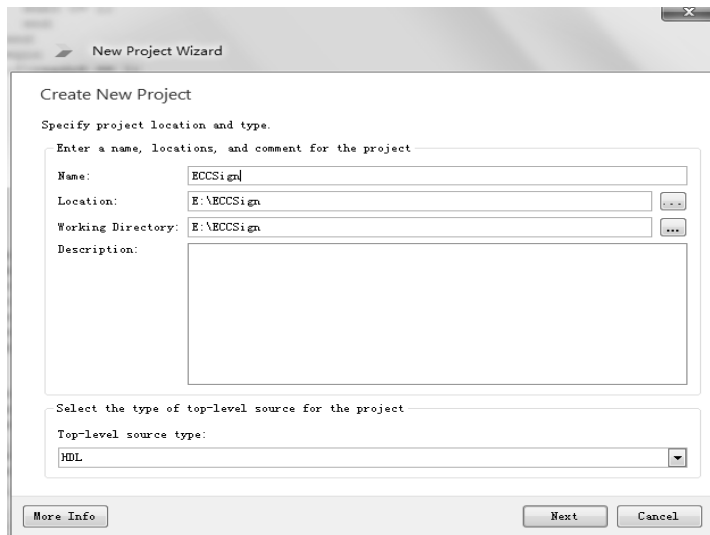 New Project Wizard
Create New Project
Specify project location and type.
Enter a name, locations, and comment for the project
Name: ECCSign
Location: E:\ECCSign ...
Working Directory: E:\ECCSign ...
Description:
Select the type of top-level source for the project
Top-level source type:
HDL
More Info Next Cancel